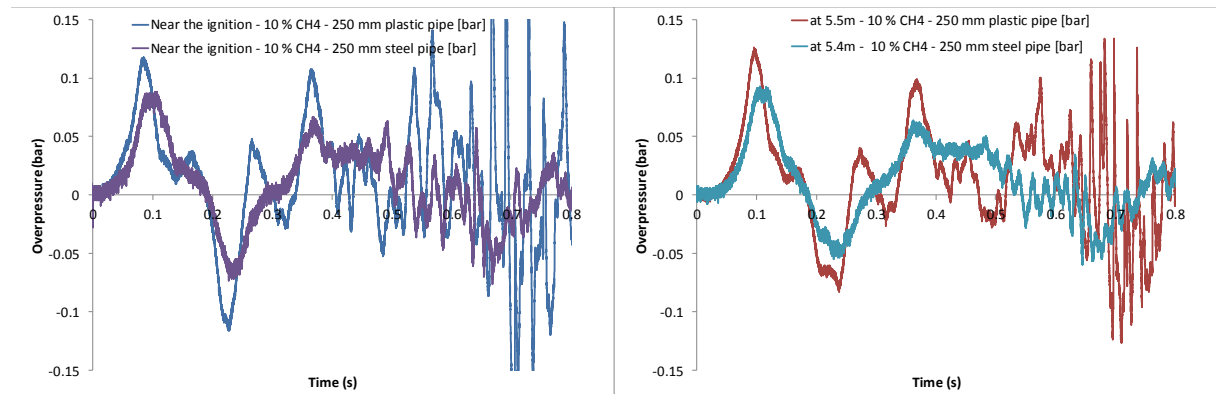 Near the ignition - 10 % CH4 - 250 mm plastic pipe [bar]
Near the ignition - 10 % CH4 - 250 mm steel pipe [bar]
0.15
0.1
0.05
0
-0.05
-0.1
-0.15
Overpressure (bar)
0 0.1 0.2 0.3 0.4 0.5 0.6 0.7 0.8
Time (s)
at 5.5m - 10 % CH4 - 250 mm plastic pipe [bar]
at 5.4m - 10 % CH4 - 250 mm steel pipe [bar]
0.15
0.1
0.05
0
-0.05
-0.1
-0.15
Overpressure (bar)
0 0.1 0.2 0.3 0.4 0.5 0.6 0.7 0.8
Time (s)